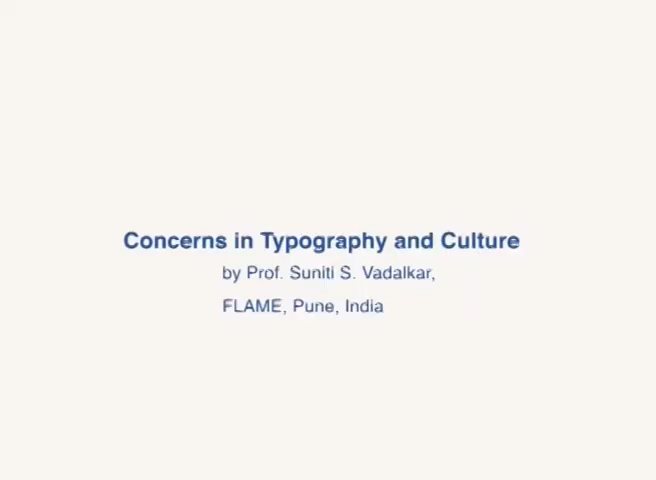 Concerns in Typography and Culture
by Prof. Suniti S. Vadalkar,
FLAME, Pune, India